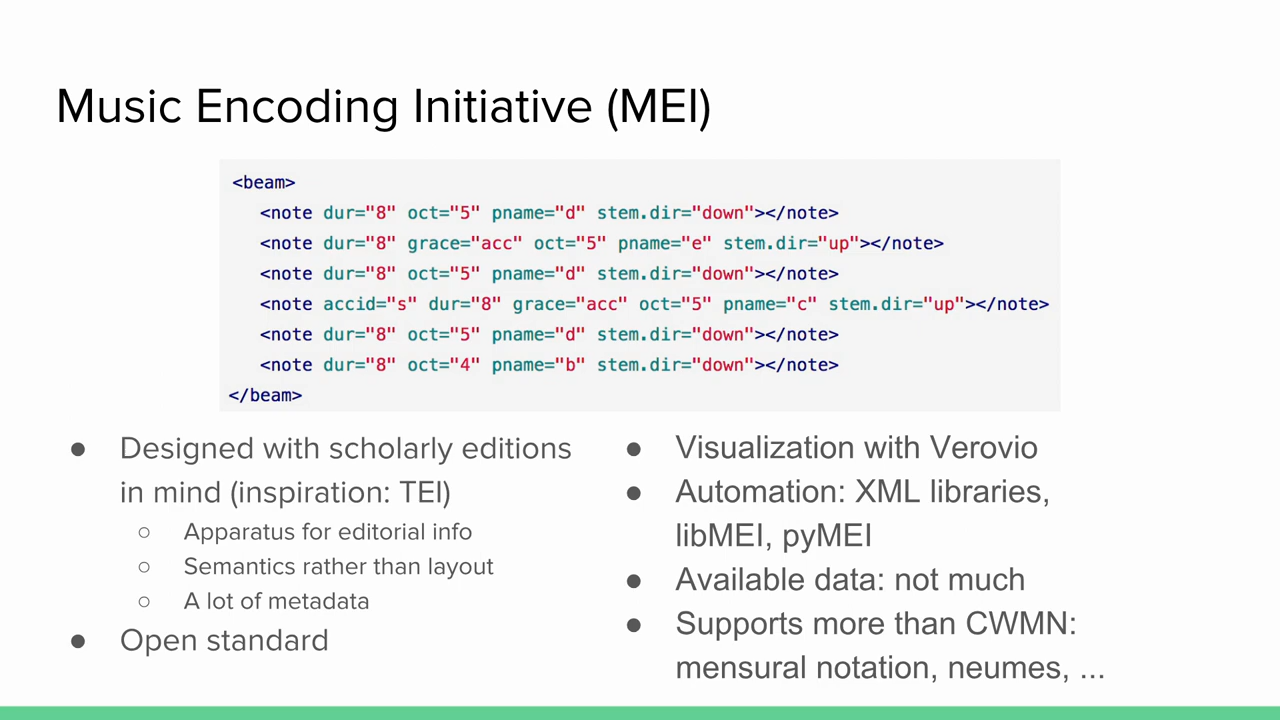 Music Encoding Initiative (MEI)
<beam>
<note dur="8" oct="5" pname="d" stem.dir="down"></note>
<note dur="8" grace="acc" oct="5" pname="e" stem.dir="up"></note>
<note dur="8" oct="5" pname="d" stem.dir="down"></note>
<note accid="s" dur="8" grace="acc" oct="5" pname="c" stem.dir="up"></note>
<note dur="8" oct="5" pname="d" stem.dir="down"></note>
<note dur="8" oct="4" pname="b" stem.dir="down"></note>
</beam>
● Designed with scholarly editions
in mind (inspiration: TEI)
○ Apparatus for editorial info
○ Semantics rather than layout
○ A lot of metadata
● Open standard
● Visualization with Verovio
● Automation: XML libraries,
libMEI, pyMEI
● Available data: not much
● Supports more than CWMN:
mensural notation, neumes, ...